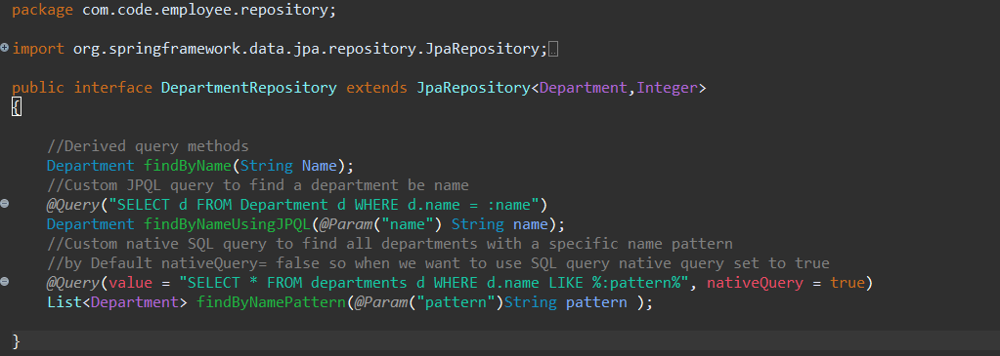 package com.code.employee.repository;
import org.springframework.data.jpa.repository.JpaRepository;
public interface DepartmentRepository extends JpaRepository<Department,Integer>
{
//Derived query methods
Department findByName(String Name);
//Custom JPQL query to find a department be name
@Query("SELECT d FROM Department d WHERE d.name = :name")
Department findByNameUsingJPQL(@Param("name") String name);
//Custom native SQL query to find all departments with a specific name pattern
//by Default nativeQuery= false so when we want to use SQL query native query set to true
@Query(value = "SELECT * FROM departments d WHERE d.name LIKE %:pattern%", nativeQuery = true)
List<Department> findByNamePattern(@Param("pattern")String pattern );
}